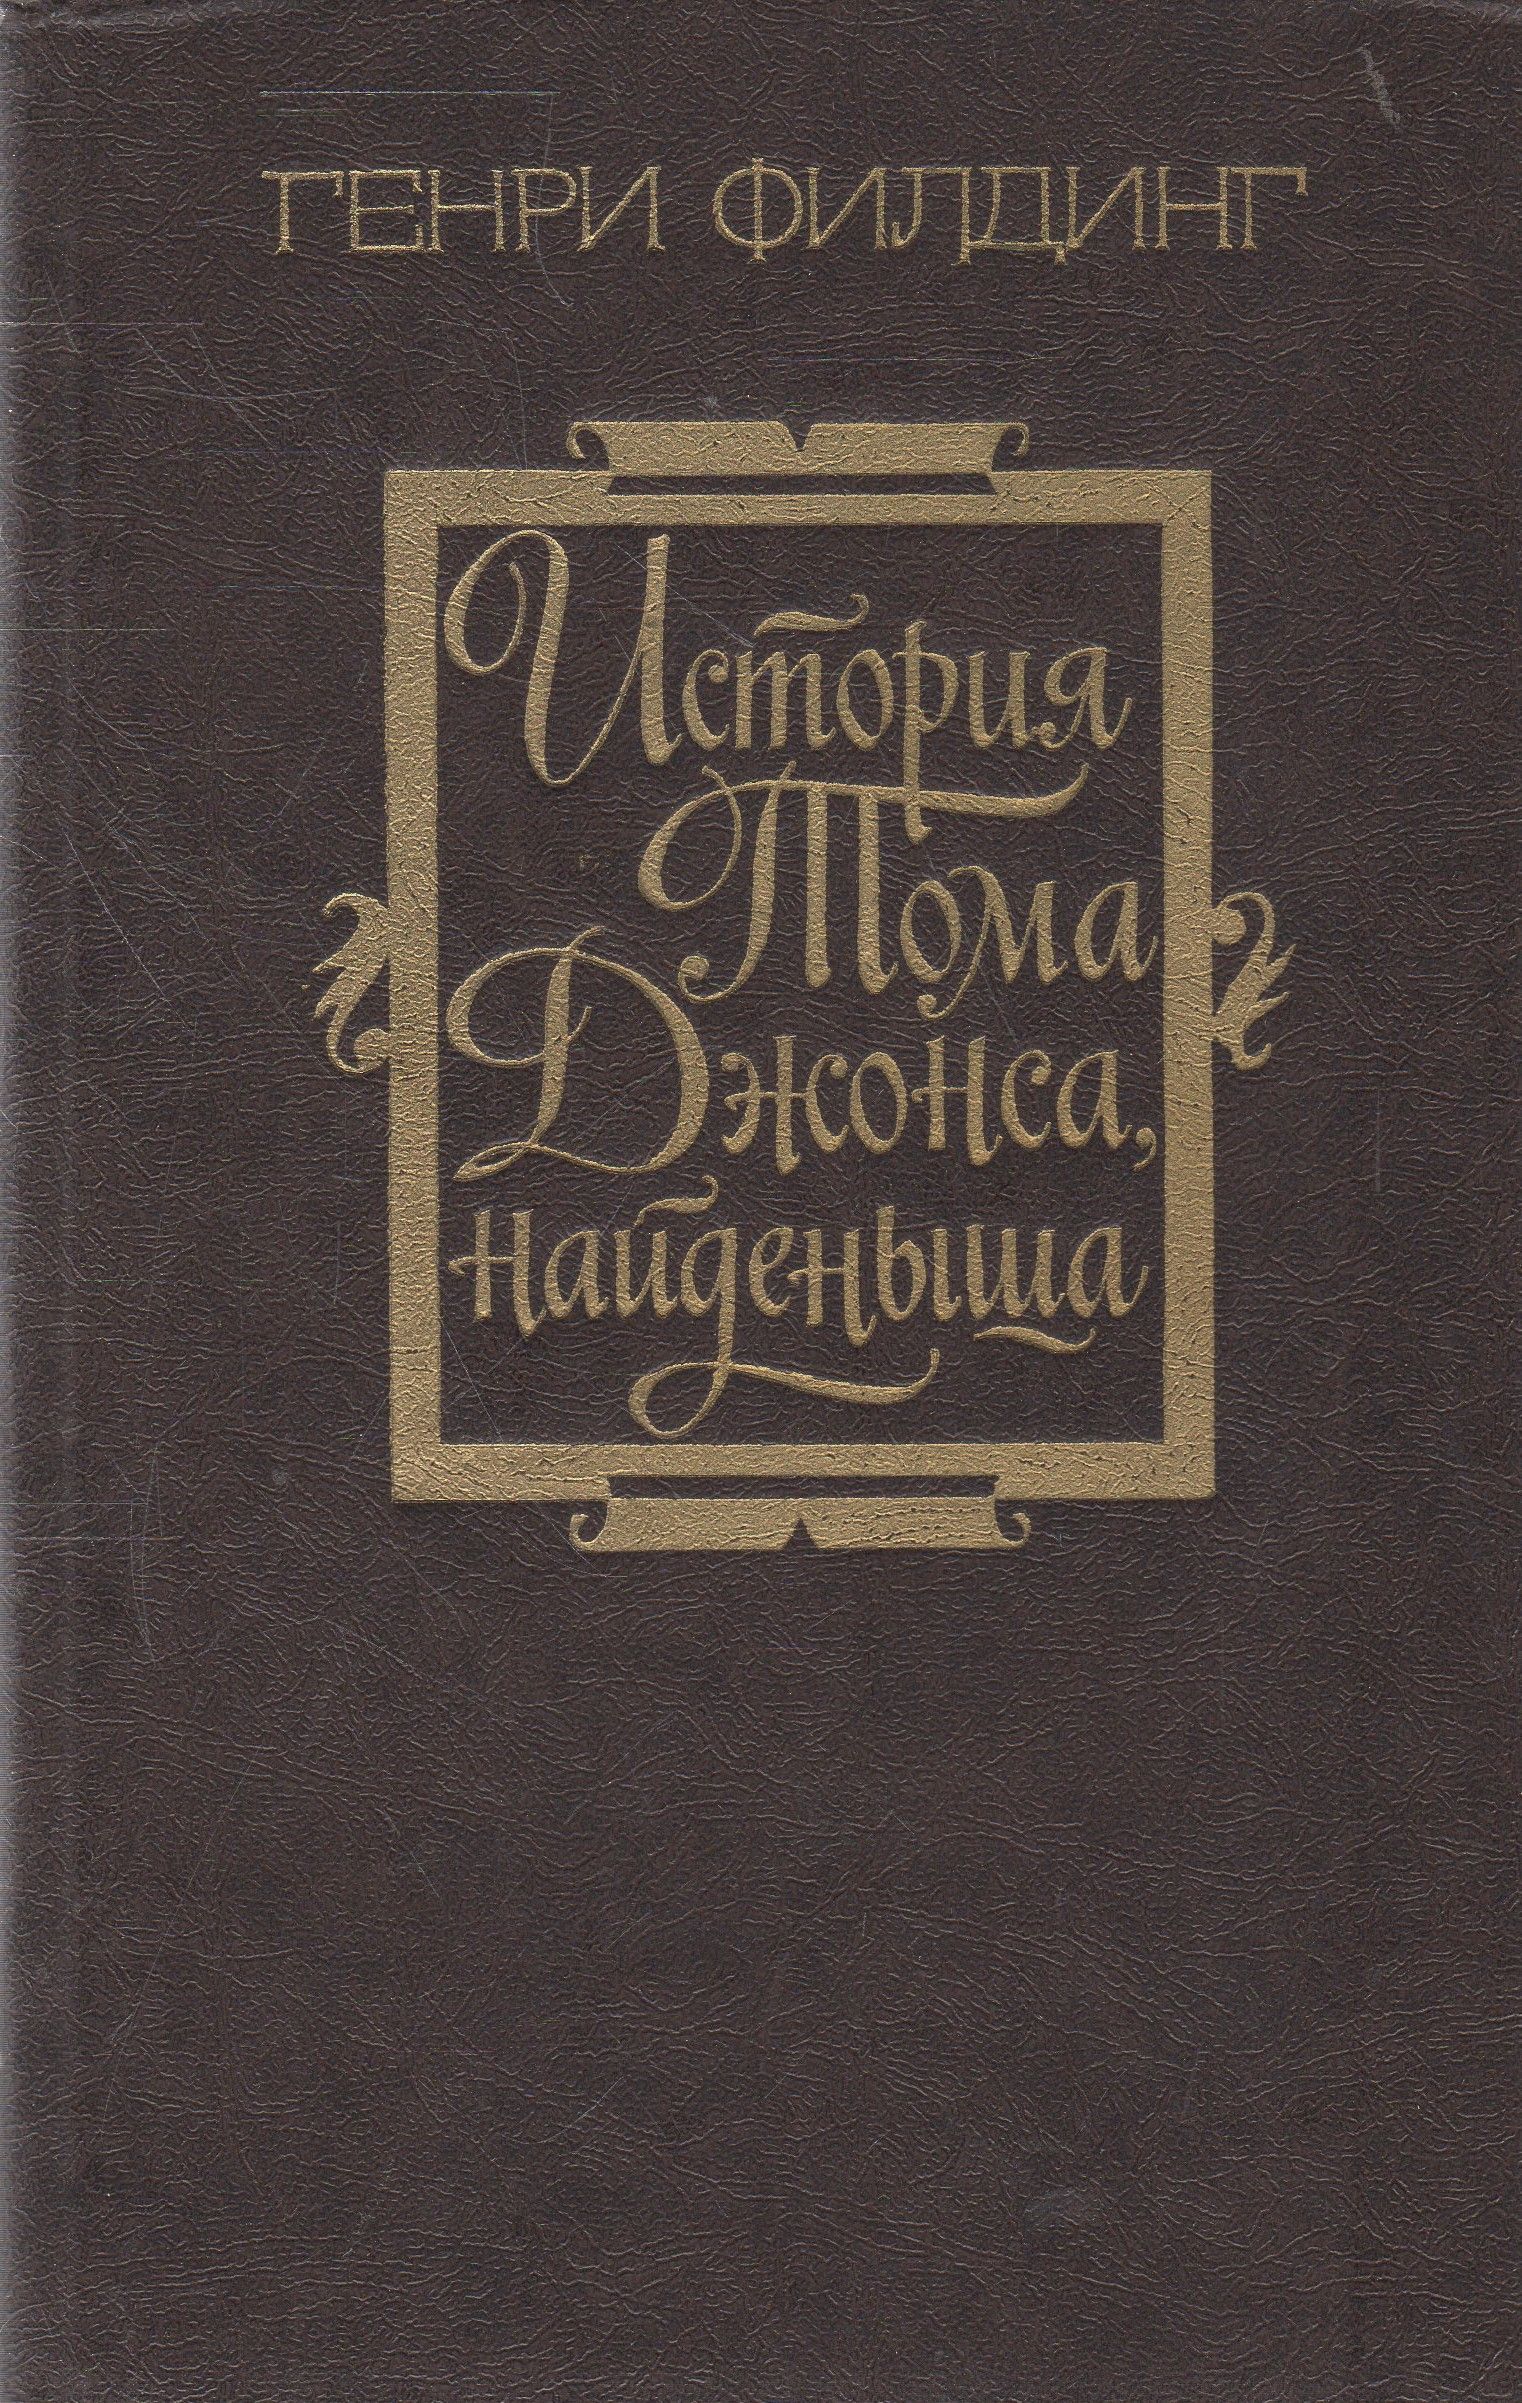 ГЕНРИ ФИЛДИНГ
История
Тома
Джонса,
найденыша